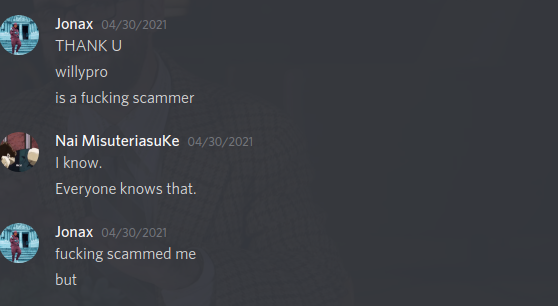 Jonax 04/30/2021
THANK U
willypro
is a fucking scammer
Nai MisuteriasuKe 04/30/2021
I know.
Everyone knows that.
Jonax 04/30/2021
fucking scammed me
but